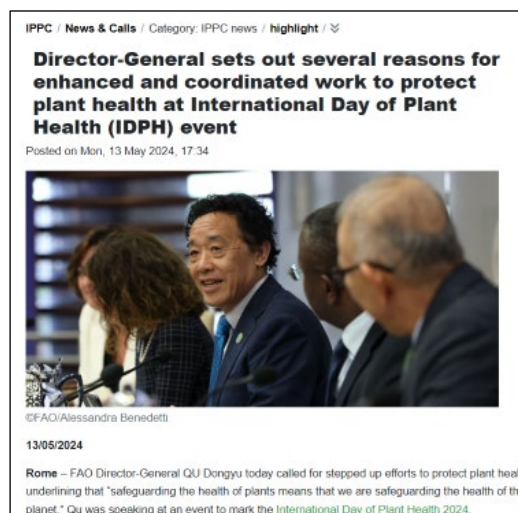 IPPC / News & Calls / Category: IPPC news / highlight /
Director-General sets out several reasons for
enhanced and coordinated work to protect
plant health at International Day of Plant
Health (IDPH) event
Posted on Mon, 13 May 2024, 17:34
©FAO/Alessandra Benedetti
13/05/2024
Rome – FAO Director-General QU Dongyu today called for stepped up efforts to protect plant heal
underlining that "safeguarding the health of plants means that we are safeguarding the health of th
planet." Qu was speaking at an event to mark the International Day of Plant Health 2024.